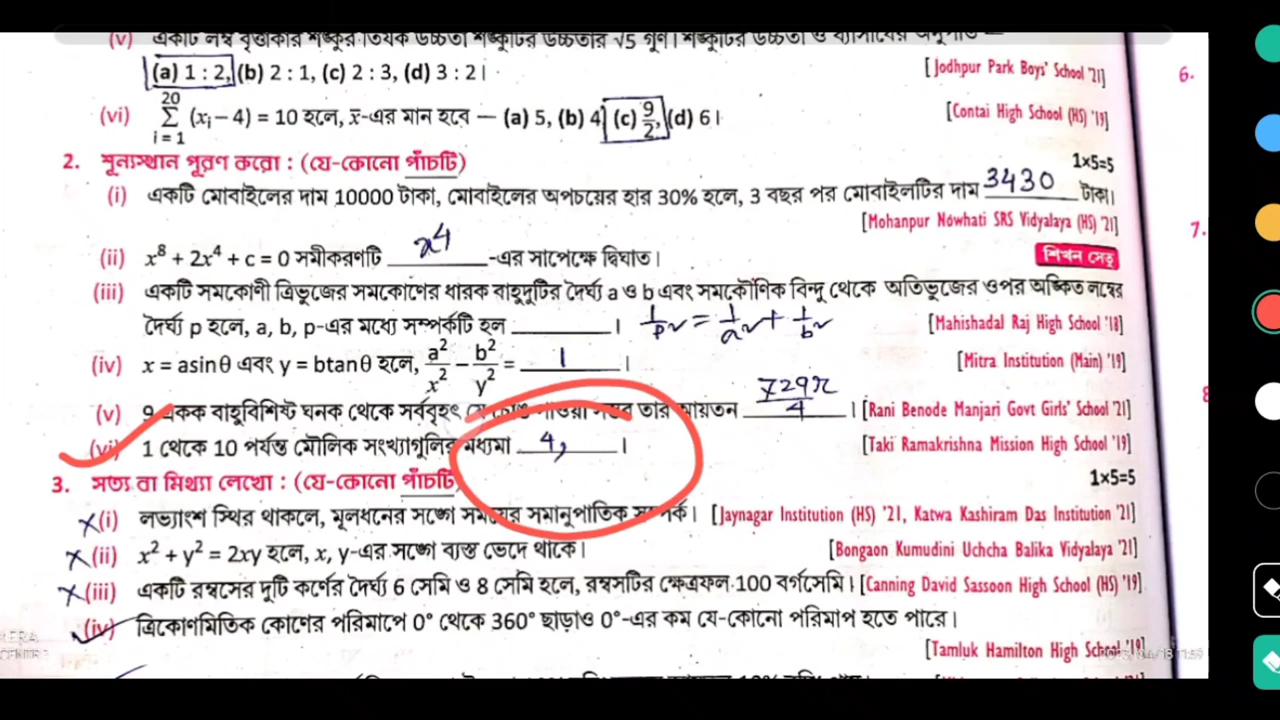 (v) একটি লম্ব বৃত্তাকার শঙ্কুর তির্যক উচ্চতা শঙ্কুটির উচ্চতার √5 গুণ। শঙ্কুটির উচ্চতা ও ব্যাসার্ধের অনুপাত —
(a) 1 : 2, (b) 2 : 1, (c) 2 : 3, (d) 3 : 2। [Jodhpur Park Boys' School '21] 6.
(vi) 20 Σ i = 1 (xᵢ – 4) = 10 হলে, x̄-এর মান হবে — (a) 5, (b) 4, (c) 9/2, (d) 6। [Contai High School (HS) '19]
2. শূন্যস্থান পূরণ করো : (যে-কোনো পাঁচটি) 1×5=5
(i) একটি মোবাইলের দাম 10000 টাকা, মোবাইলের অপচয়ের হার 30% হলে, 3 বছর পর মোবাইলটির দাম 3430 টাকা।
[Mohanpur Nowhati SRS Vidyalaya (HS) '21] 7.
(ii) x⁸ + 2x⁴ + c = 0 সমীকরণটি x⁴ -এর সাপেক্ষে দ্বিঘাত। শিখন সেতু
(iii) একটি সমকোণী ত্রিভুজের সমকোণের ধারক বাহুদুটির দৈর্ঘ্য a ও b এবং সমকৌণিক বিন্দু থেকে অতিভুজের ওপর অঙ্কিত লম্বের
দৈর্ঘ্য p হলে, a, b, p-এর মধ্যে সম্পর্কটি হল ______। 1/p² = 1/a² + 1/b² [Mahishadal Raj High School '18]
(iv) x = asinθ এবং y = btanθ হলে, a²/x² – b²/y² = 1 । [Mitra Institution (Main) '19]
(v) 9 একক বাহুবিশিষ্ট ঘনক থেকে সর্ববৃহৎ যে পাওয়া সম্ভব তার আয়তন 729π/4 । [Rani Benode Manjari Govt Girls' School '21] 8
(vi) 1 থেকে 10 পর্যন্ত মৌলিক সংখ্যাগুলির মধ্যমা 4, । [Taki Ramakrishna Mission High School '19]
3. সত্য বা মিথ্যা লেখো : (যে-কোনো পাঁচটি) 1×5=5
(i) লভ্যাংশ স্থির থাকলে, মূলধনের সঙ্গে সময়ের সমানুপাতিক সম্পর্ক। [Jaynagar Institution (HS) '21, Katwa Kashiram Das Institution '21]
(ii) x² + y² = 2xy হলে, x, y-এর সঙ্গে ব্যস্ত ভেদে থাকে। [Bongaon Kumudini Uchcha Balika Vidyalaya '21]
(iii) একটি রম্বসের দুটি কর্ণের দৈর্ঘ্য 6 সেমি ও 8 সেমি হলে, রম্বসটির ক্ষেত্রফল 100 বর্গসেমি। [Canning David Sassoon High School (HS) '19]
(iv) ত্রিকোণমিতিক কোণের পরিমাপে 0° থেকে 360° ছাড়াও 0°-এর কম যে-কোনো পরিমাপ হতে পারে।
[Tamluk Hamilton High School '19]